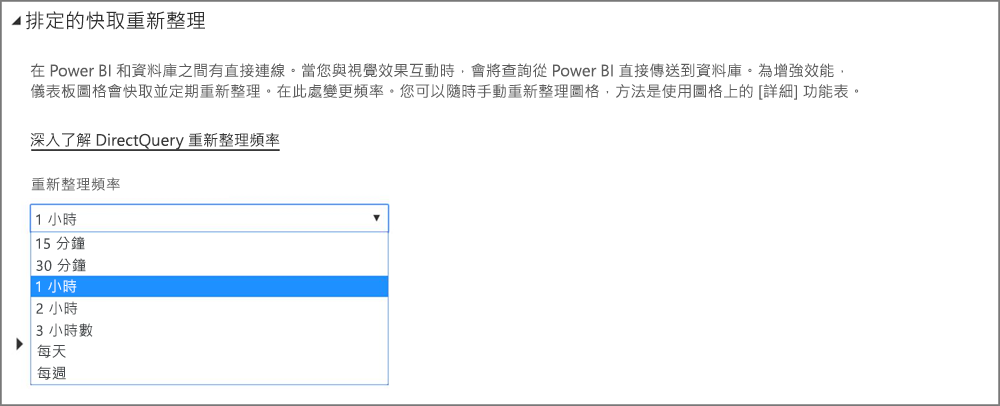 排定的快取重新整理
在 Power BI 和資料庫之間有直接連線。當您與視覺效果互動時，會將查詢從 Power BI 直接傳送到資料庫。為增強效能，
儀表板圖格會快取並定期重新整理。在此處變更頻率。您可以隨時手動重新整理圖格，方法是使用圖格上的 [詳細] 功能表。
深入了解 DirectQuery 重新整理頻率
重新整理頻率
1 小時
15 分鐘
30 分鐘
1 小時
2 小時
3 小時數
每天
每週